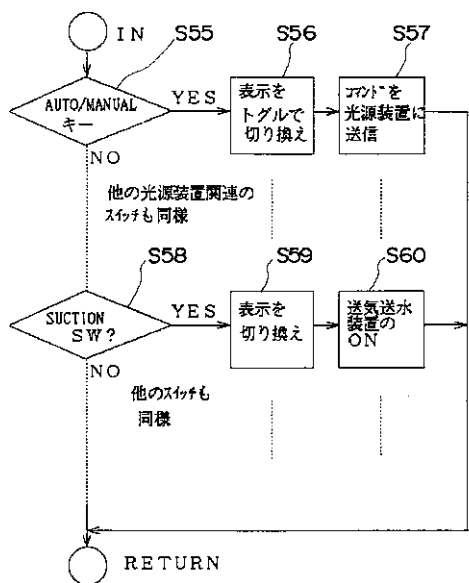 IN
S55
S56
S57
AUTO/MANUAL
キー
YES
表示を
トグルで
切り換え
コマンドを
光源装置に
送信
NO
他の光源装置関連の
スイッチも同様
S58
S59
S60
SUCTION
SW?
YES
表示を
切り換え
送気送水
装置の
ON
NO
他のスイッチも
同様
RETURN